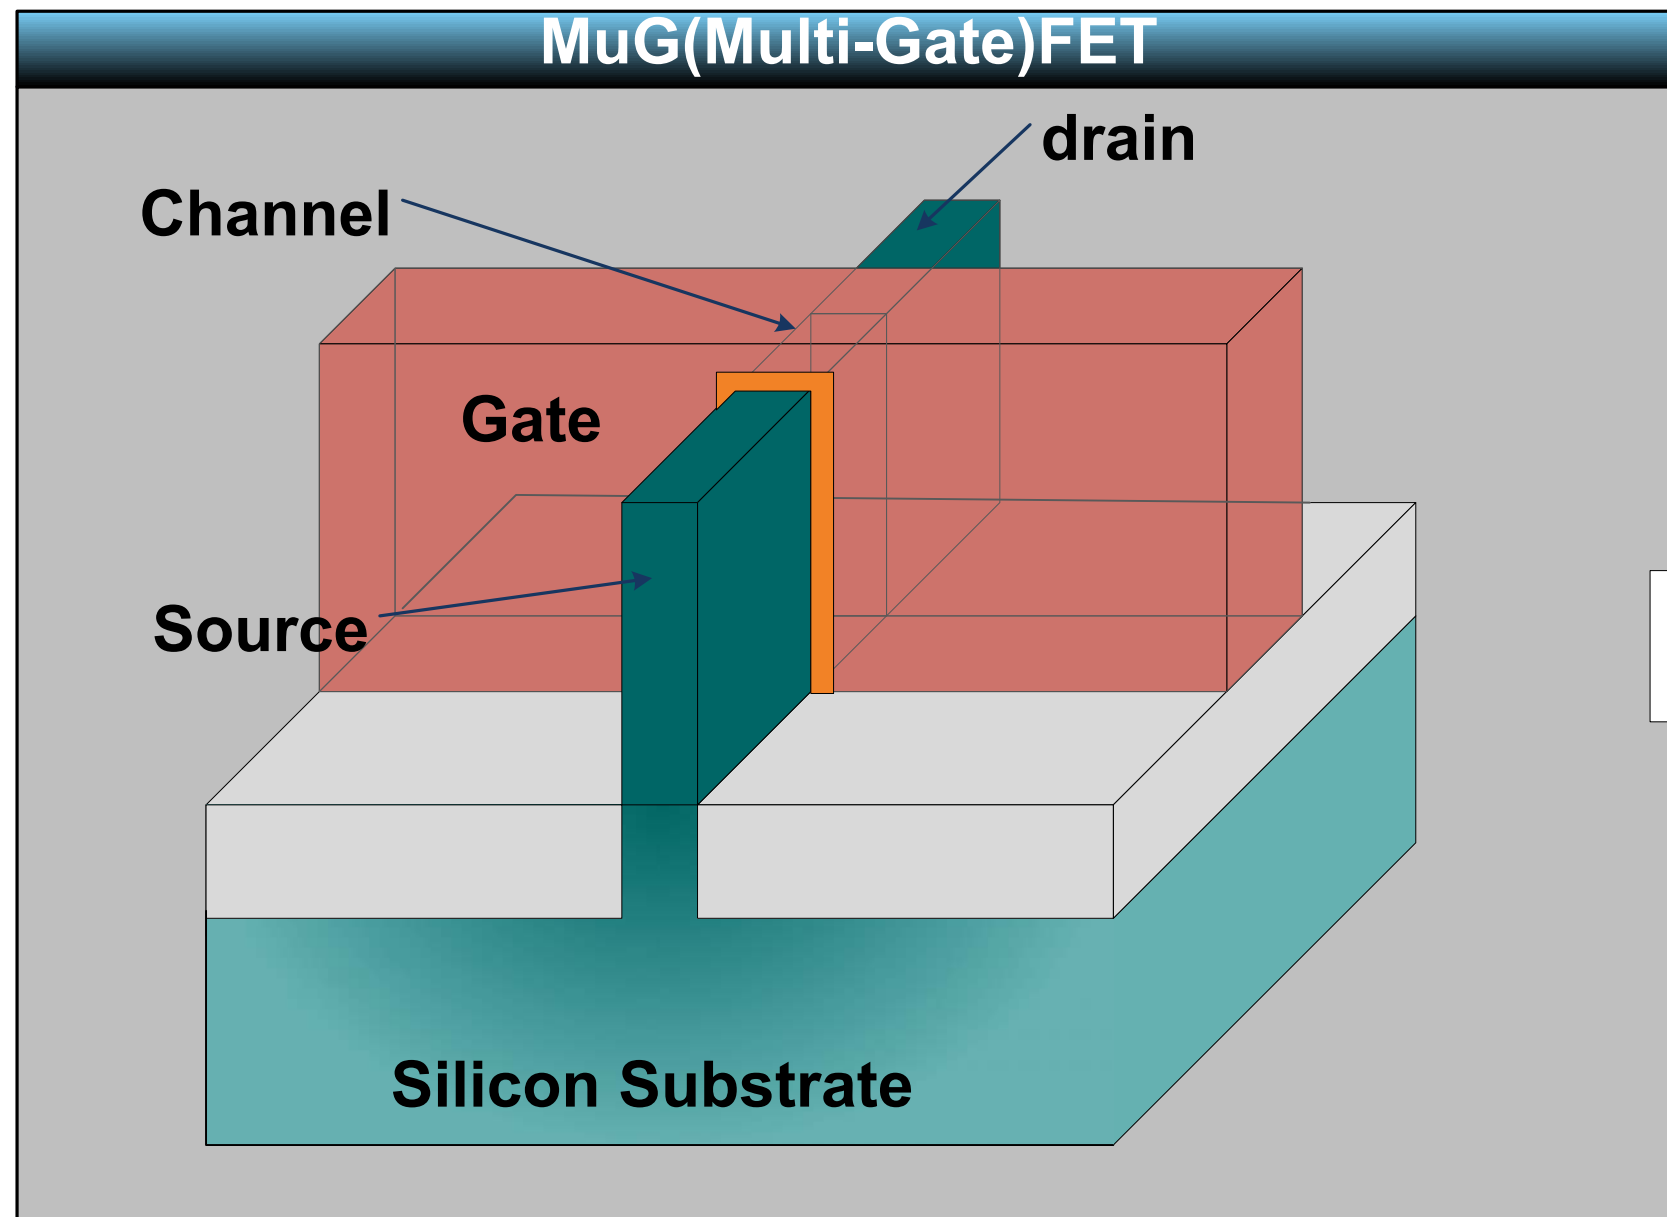 MuG(Multi-Gate)FET
drain
Channel
Gate
Source
Silicon Substrate